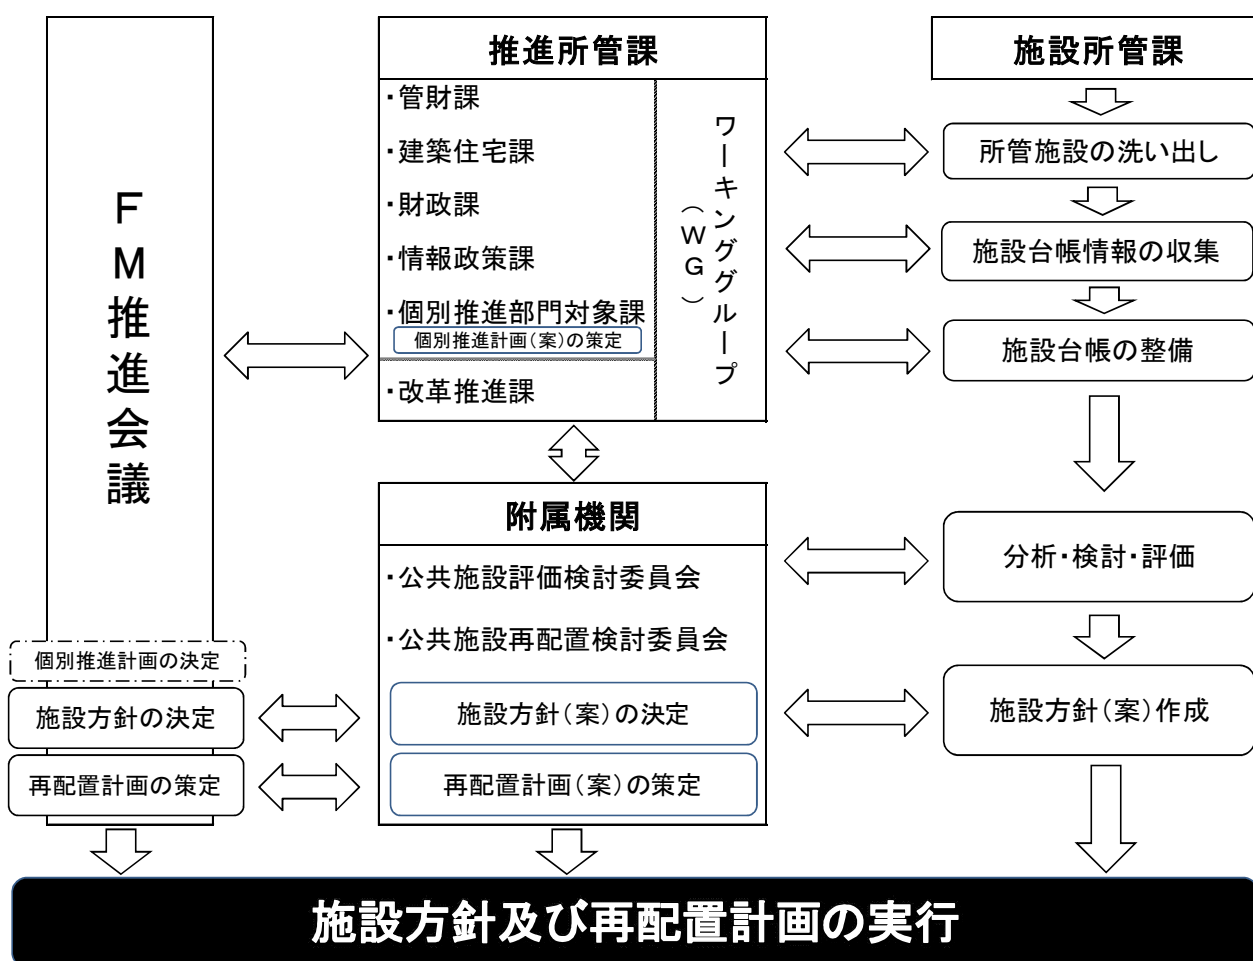 FM推進会議
個別推進計画の決定
施設方針の決定
再配置計画の策定
推進所管課
・管財課
・建築住宅課
・財政課
・情報政策課
・個別推進部門対象課
個別推進計画(案)の策定
・改革推進課
ワーキンググループ
(WG)
附属機関
・公共施設評価検討委員会
・公共施設再配置検討委員会
施設方針(案)の決定
再配置計画(案)の策定
施設所管課
所管施設の洗い出し
施設台帳情報の収集
施設台帳の整備
分析・検討・評価
施設方針(案)作成
施設方針及び再配置計画の実行